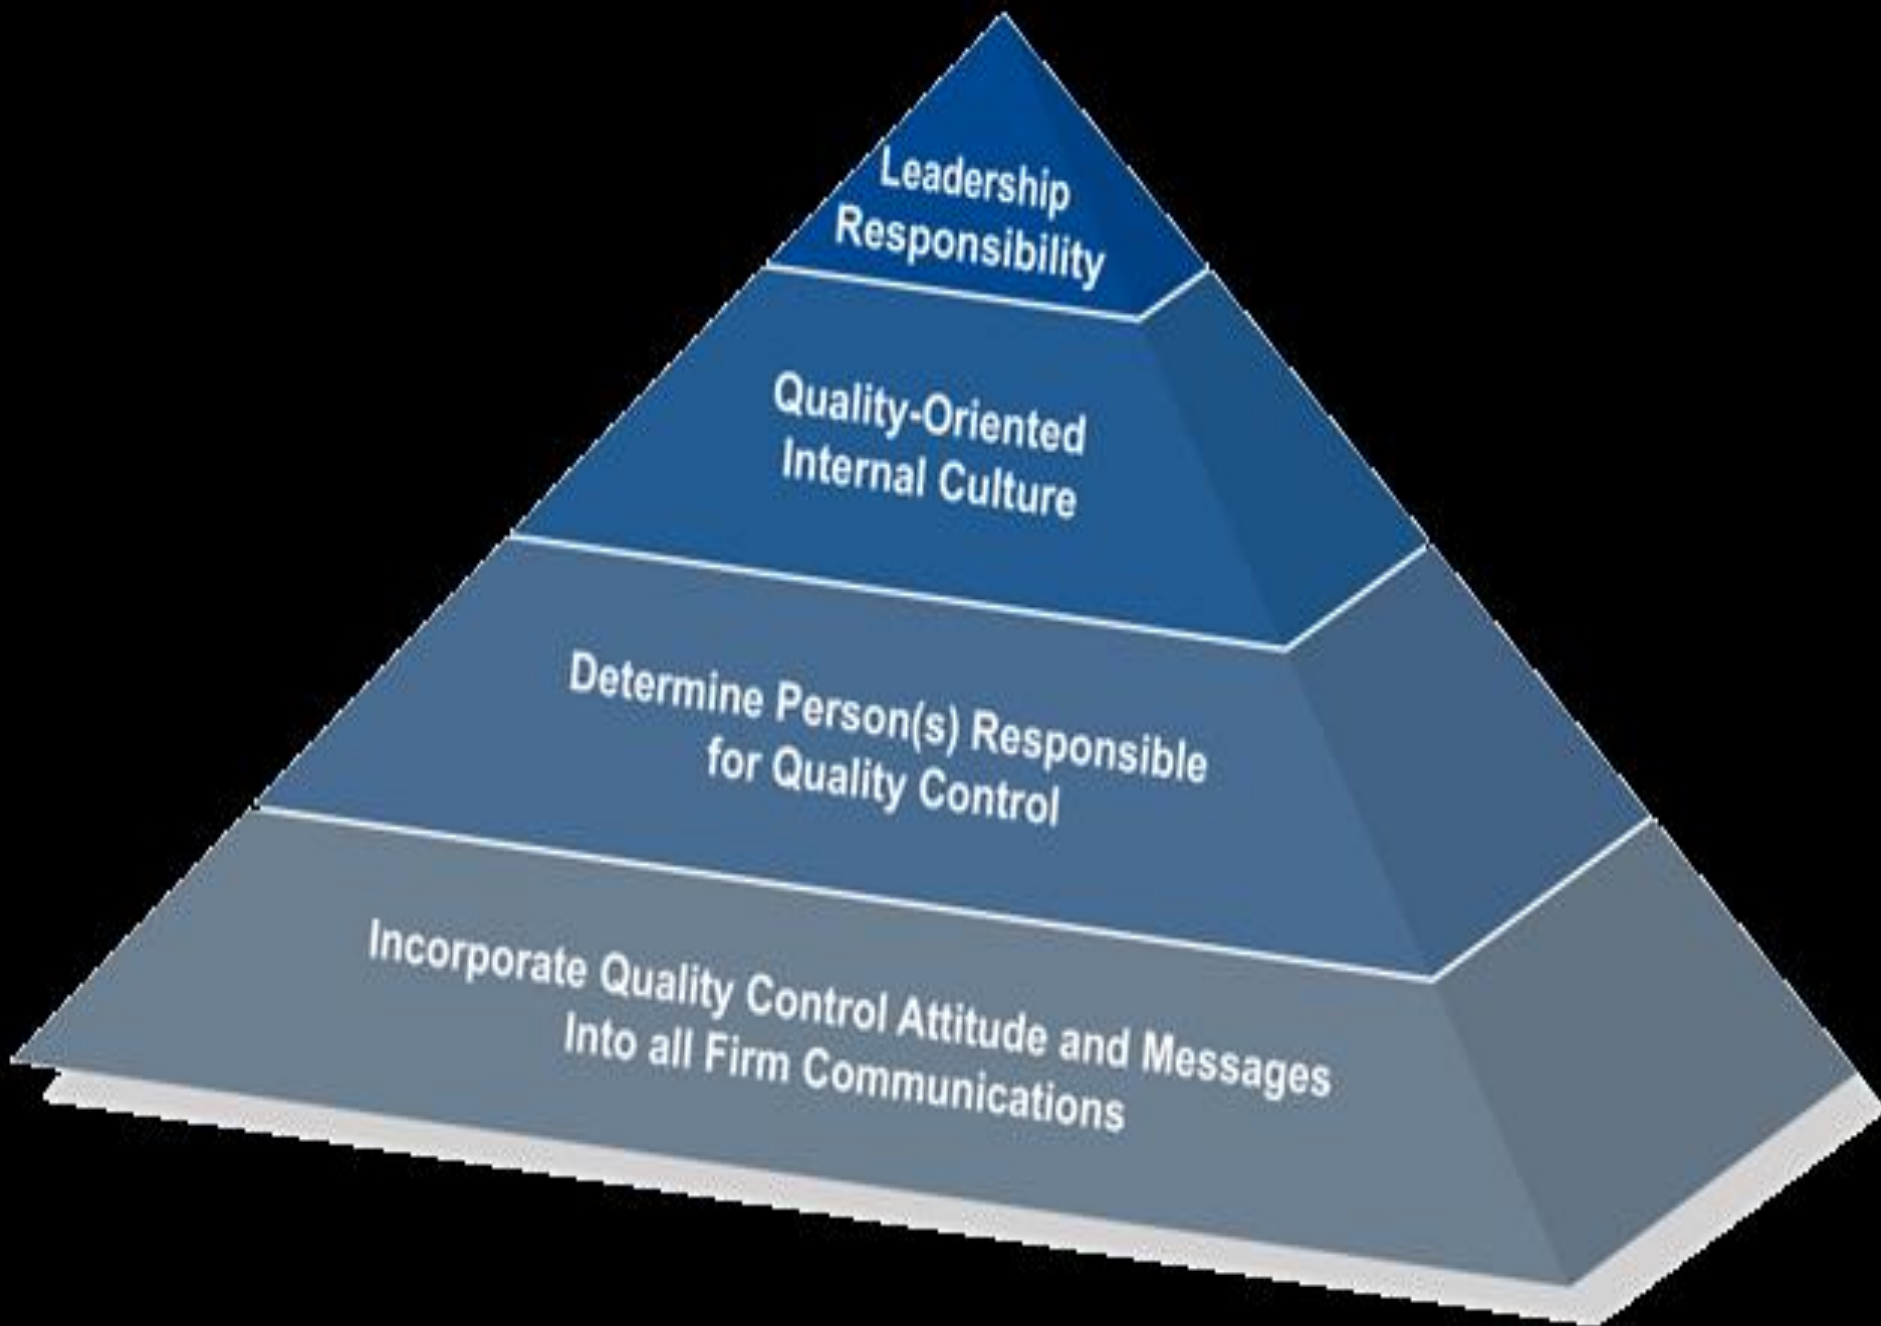 Leadership
Responsibility
Quality-Oriented
Internal Culture
Determine Person(s) Responsible
for Quality Control
Incorporate Quality Control Attitude and Messages
Into all Firm Communications